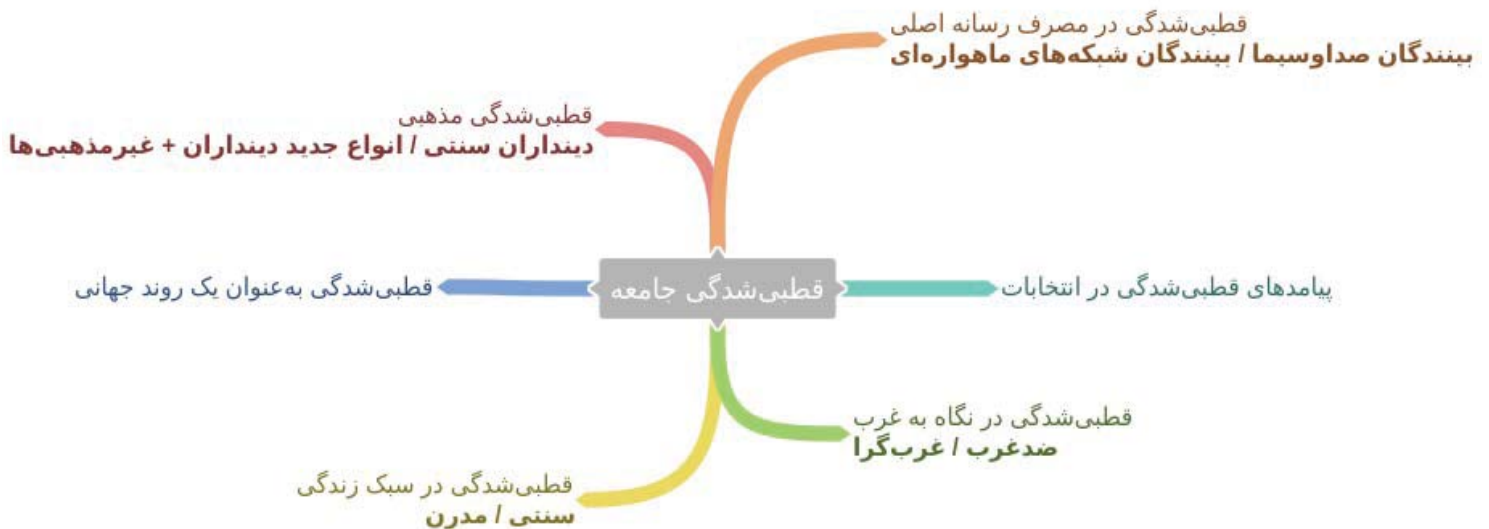 قطبی‌شدگی در مصرف رسانه اصلی
بینندگان صداوسیما / بینندگان شبکه‌های ماهواره‌ای
قطبی‌شدگی مذهبی
دینداران سنتی / انواع جدید دینداران + غیرمذهبی‌ها
پیامدهای قطبی‌شدگی در انتخابات
قطبی‌شدگی جامعه
قطبی‌شدگی به‌عنوان یک روند جهانی
قطبی‌شدگی در نگاه به غرب
ضدغرب / غرب‌گرا
قطبی‌شدگی در سبک زندگی
سنتی / مدرن